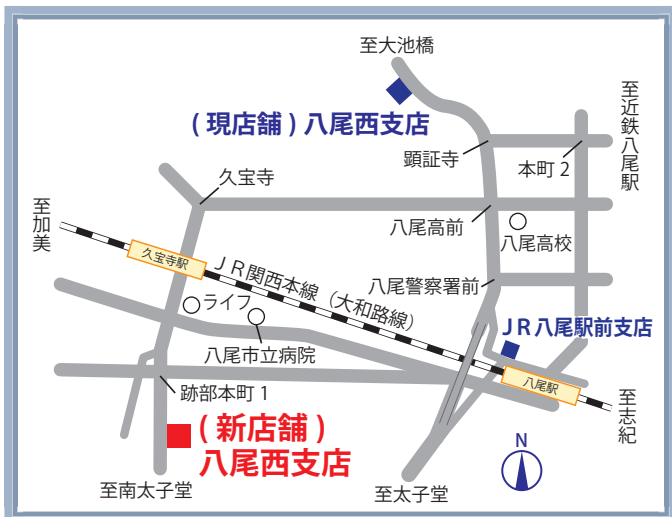 至大池橋
(現店舗)八尾西支店
至近鉄八尾駅
顕証寺
本町2
久宝寺
至加美
八尾高前
八尾高校
久宝寺駅
JR関西本線(大和路線)
八尾警察署前
ライフ
八尾市立病院
JR八尾駅前支店
八尾駅
跡部本町1
至志紀
(新店舗)
八尾西支店
N
至南太子堂
至太子堂